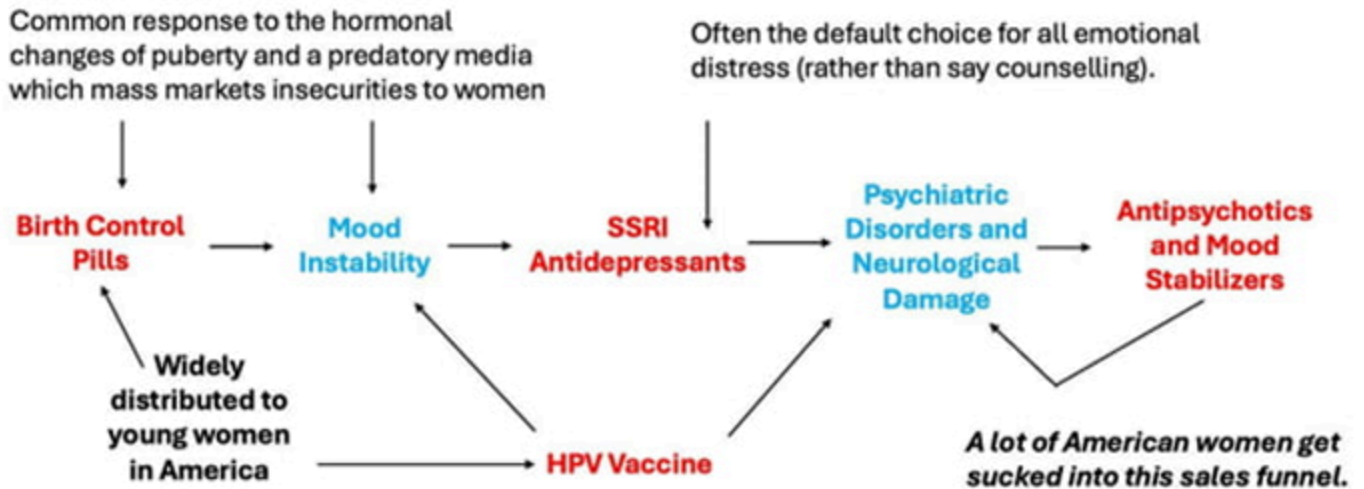 Common response to the hormonal
changes of puberty and a predatory media
which mass markets insecurities to women
Often the default choice for all emotional
distress (rather than say counselling).
Birth Control
Pills
Mood
Instability
SSRI
Antidepressants
Psychiatric
Disorders and
Neurological
Damage
Antipsychotics
and Mood
Stabilizers
Widely
distributed to
young women
in America
HPV Vaccine
A lot of American women get
sucked into this sales funnel.